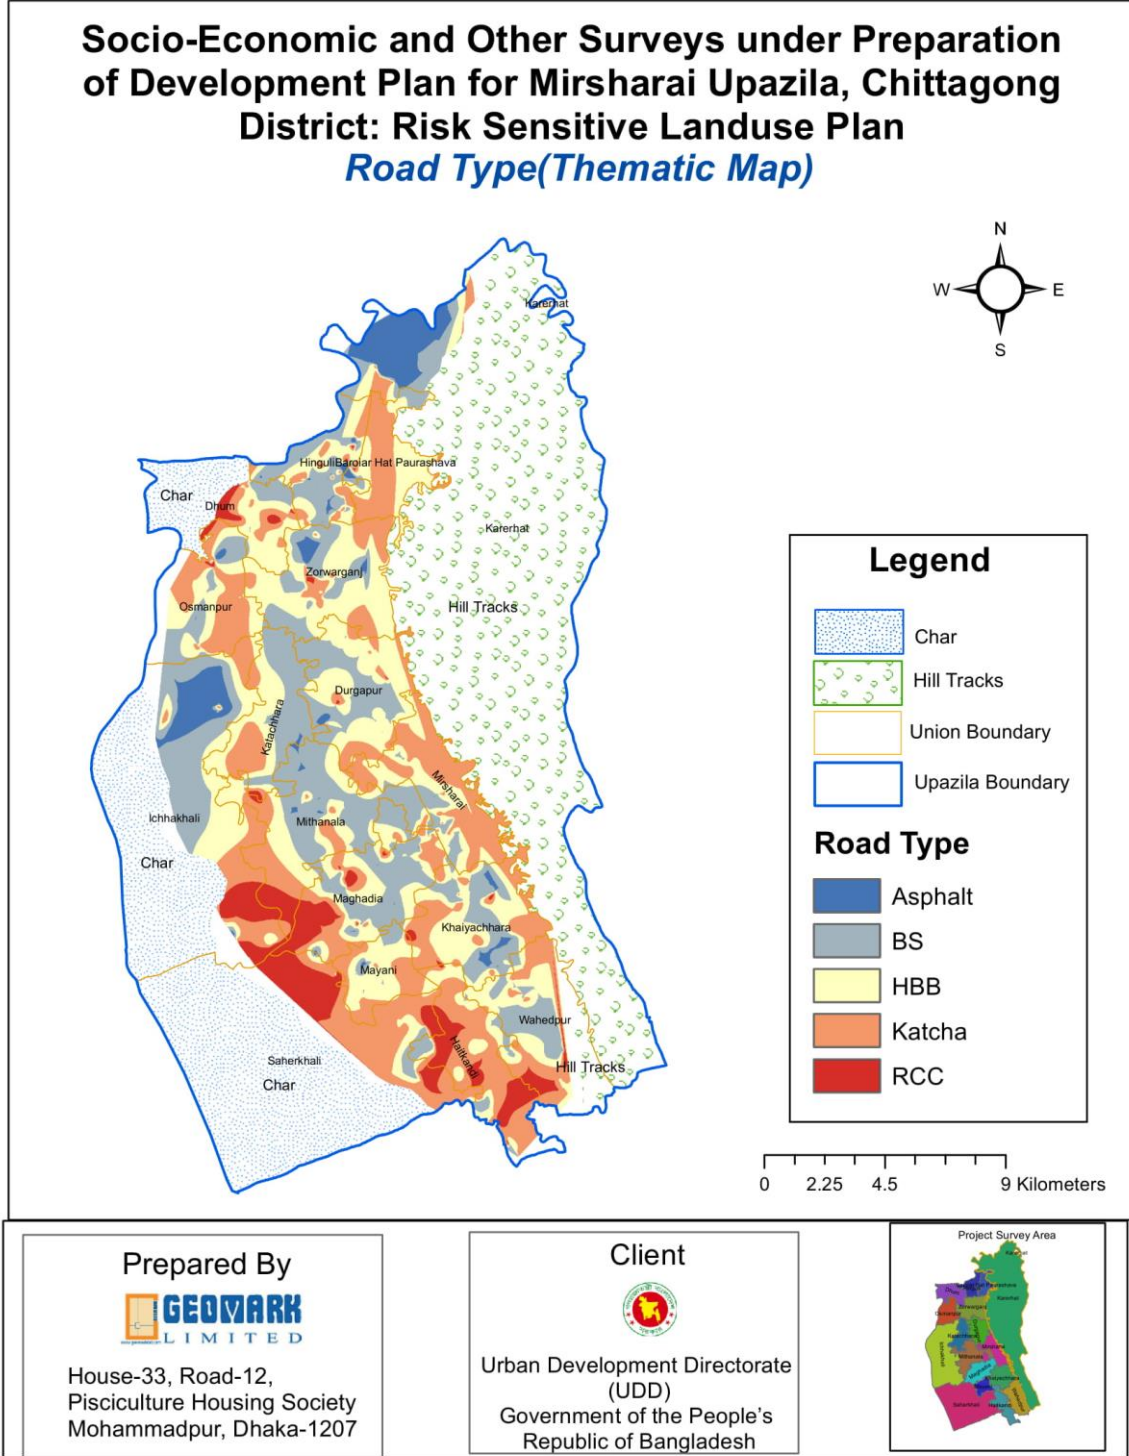 Socio-Economic and Other Surveys under Preparation
of Development Plan for Mirsharai Upazila, Chittagong
District: Risk Sensitive Landuse Plan
Road Type(Thematic Map)
N
W
E
S
Karerhat
Hinguli
Baroiar Hat Paurashava
Char
Dhum
Karerhat
Zorwarganj
Osmanpur
Hill Tracks
Durgapur
Katachhara
Mirsharai
Ichhakhali
Mithanala
Char
Maghadia
Khaiyachhara
Mayani
Wahedpur
Haitkandi
Saherkhali
Char
Hill Tracks
Legend
Char
Hill Tracks
Union Boundary
Upazila Boundary
Road Type
Asphalt
BS
HBB
Katcha
RCC
0 2.25 4.5 9 Kilometers
Prepared By
GEOMARK
LIMITED
House-33, Road-12,
Pisciculture Housing Society
Mohammadpur, Dhaka-1207
Client
Urban Development Directorate
(UDD)
Government of the People's
Republic of Bangladesh
Project Survey Area